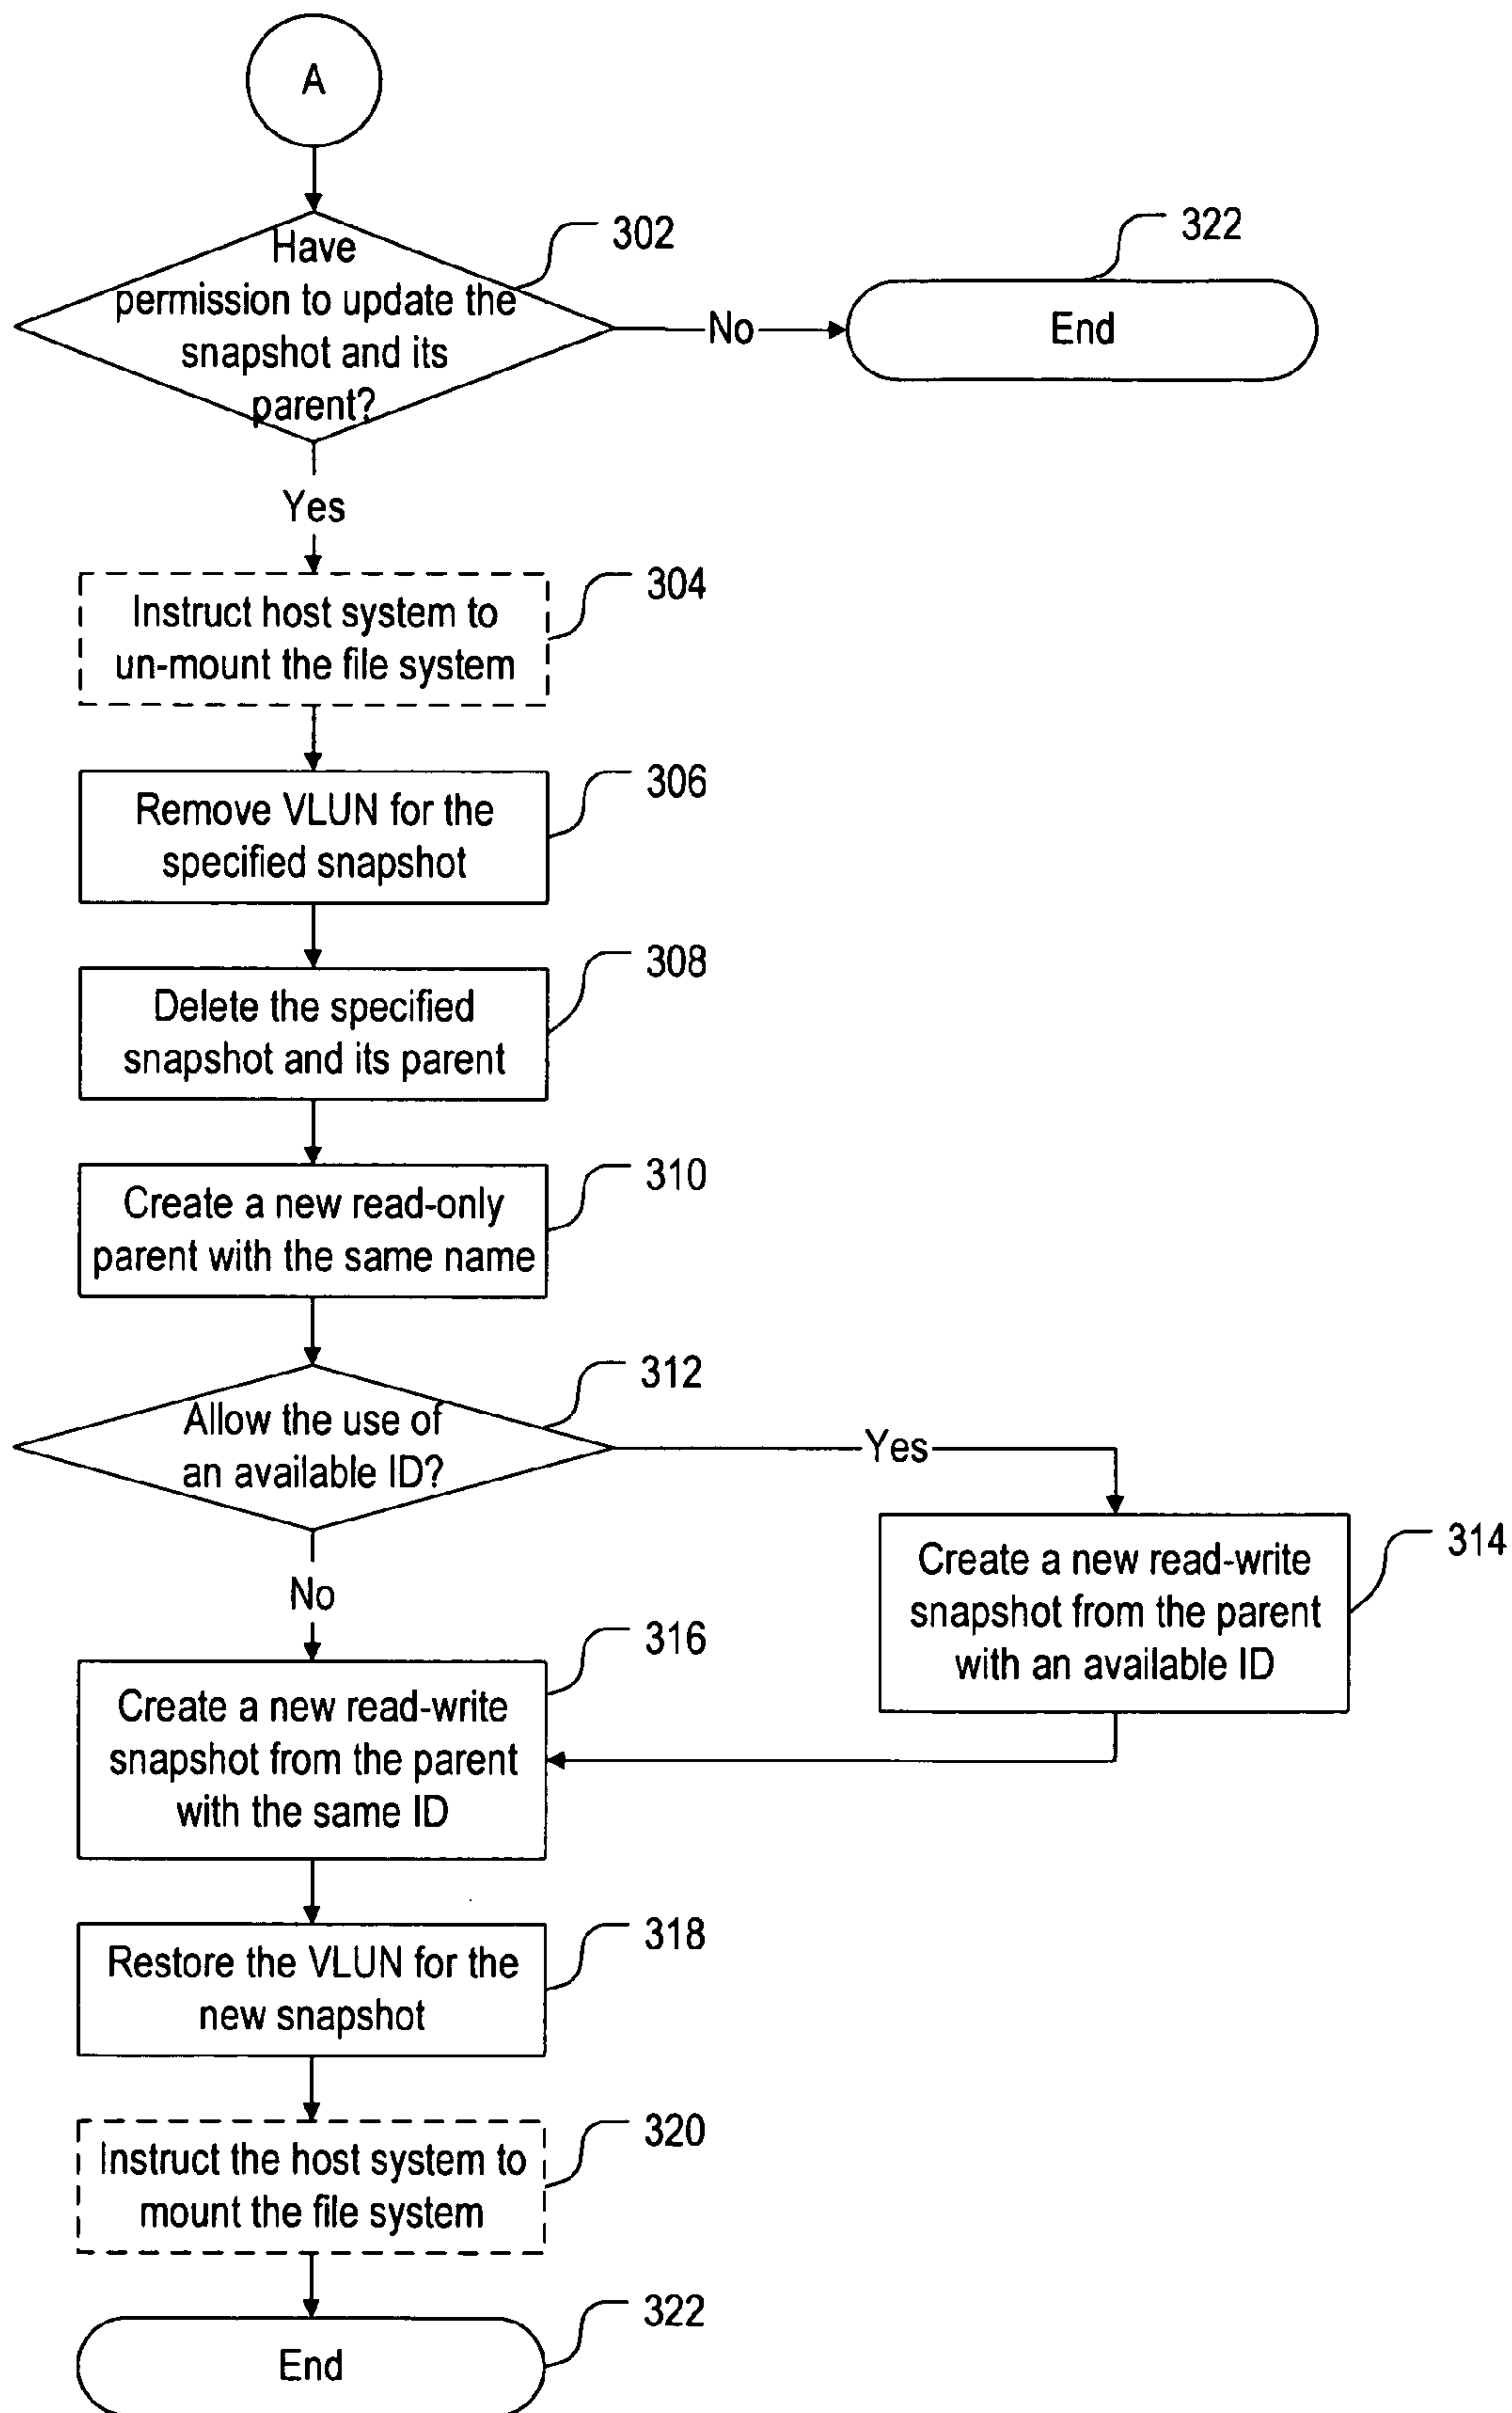 A
302
Have
permission to update the
snapshot and its
parent?
No
322
End
Yes
304
Instruct host system to
un-mount the file system
306
Remove VLUN for the
specified snapshot
308
Delete the specified
snapshot and its parent
310
Create a new read-only
parent with the same name
312
Allow the use of
an available ID?
Yes
314
Create a new read-write
snapshot from the parent
with an available ID
No
316
Create a new read-write
snapshot from the parent
with the same ID
318
Restore the VLUN for the
new snapshot
320
Instruct the host system to
mount the file system
322
End